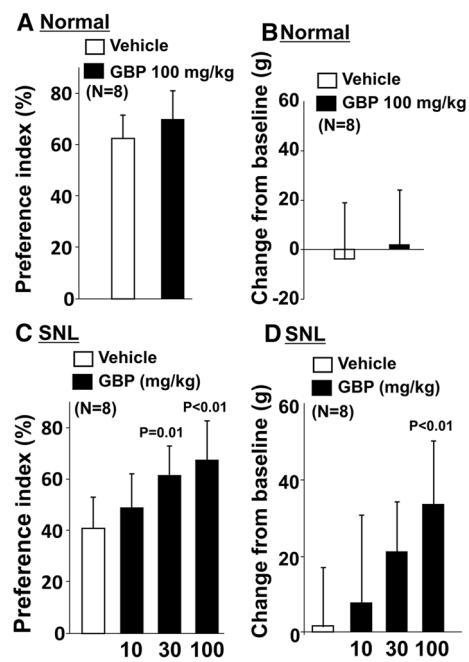 A Normal
Vehicle
GBP 100 mg/kg
(N=8)
Preference index (%)
80
60
40
20
0
B Normal
Vehicle
GBP 100 mg/kg
(N=8)
Change from baseline (g)
60
40
20
0
-20
C SNL
Vehicle
GBP (mg/kg)
(N=8)
P=0.01
P<0.01
Preference index (%)
80
60
40
20
0
10 30 100
D SNL
Vehicle
GBP (mg/kg)
(N=8)
P<0.01
Change from baseline (g)
60
40
20
0
10 30 100